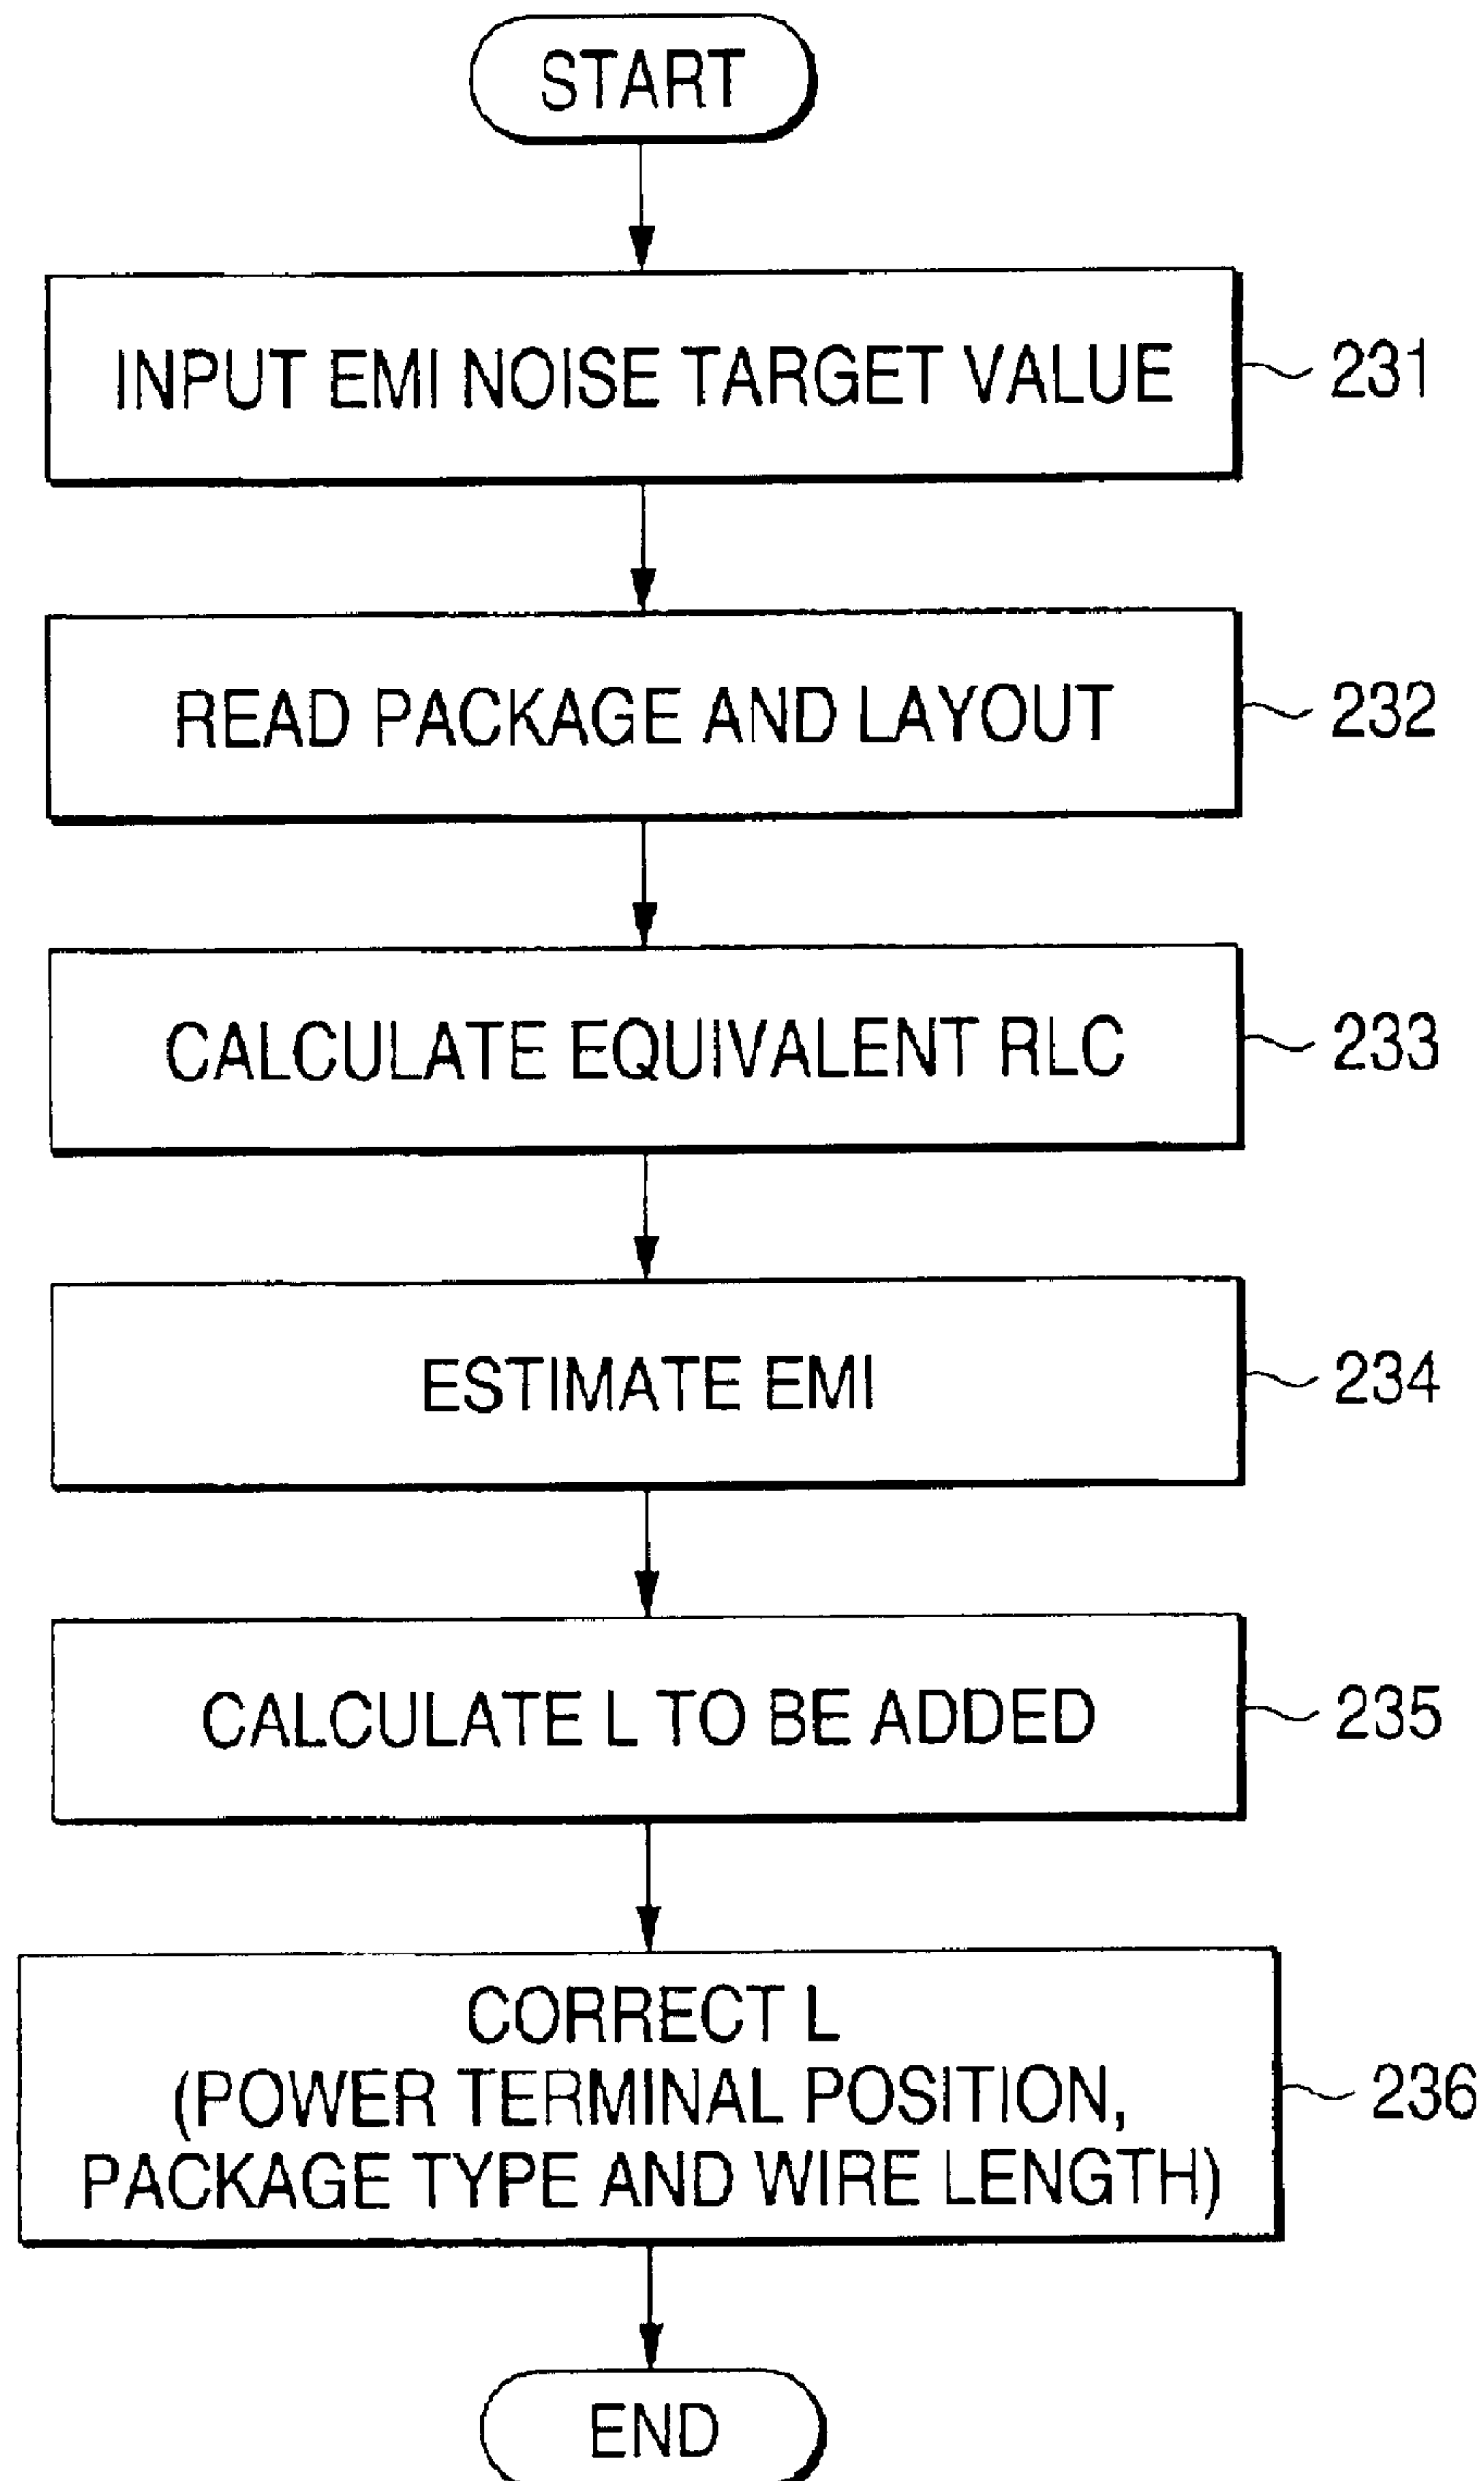 START
INPUT EMI NOISE TARGET VALUE
231
READ PACKAGE AND LAYOUT
232
CALCULATE EQUIVALENT RLC
233
ESTIMATE EMI
234
CALCULATE L TO BE ADDED
235
CORRECT L
(POWER TERMINAL POSITION,
PACKAGE TYPE AND WIRE LENGTH)
236
END